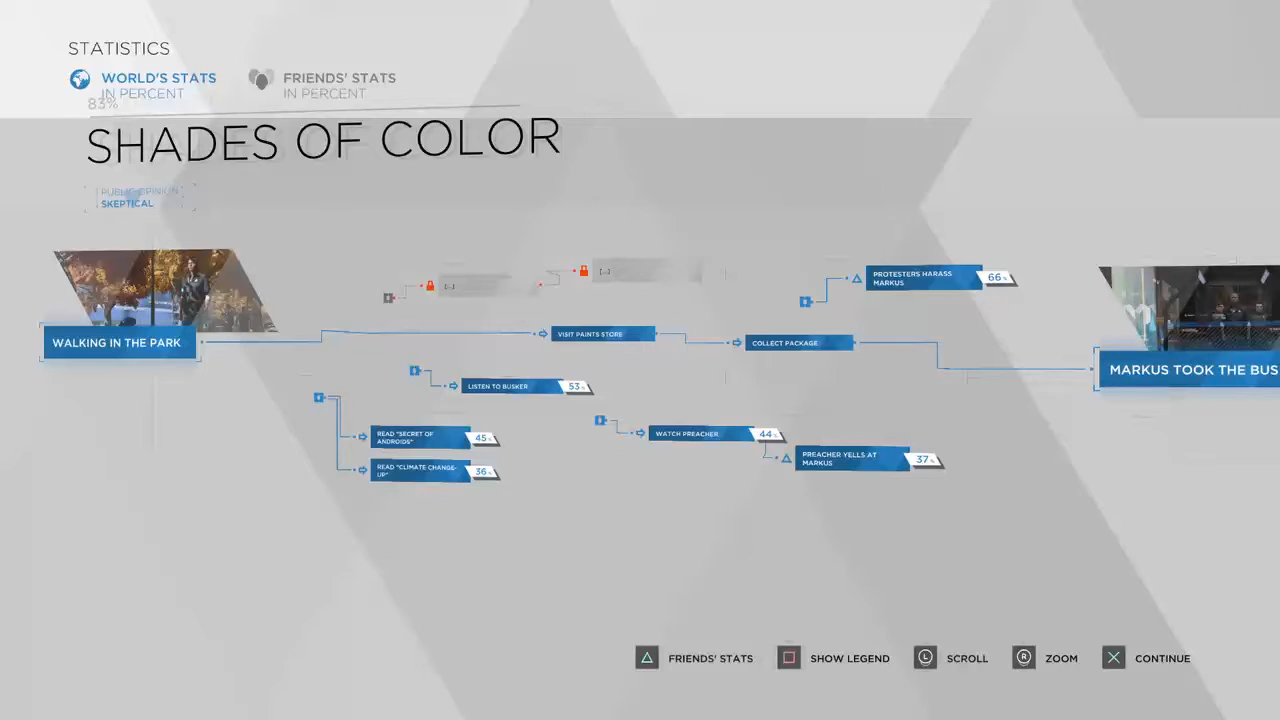 STATISTICS
WORLD'S STATS
IN PERCENT
FRIENDS' STATS
IN PERCENT
83%
SHADES OF COLOR
PUBLIC OPINION
SKEPTICAL
[...]
[...]
PROTESTERS HARASS
MARKUS
66%
WALKING IN THE PARK
VISIT PAINTS STORE
COLLECT PACKAGE
MARKUS TOOK THE BUS
LISTEN TO BUSKER
53%
READ "SECRET OF
ANDROIDS"
45%
WATCH PREACHER
44%
PREACHER YELLS AT
MARKUS
37%
READ "CLIMATE CHANGE-
UP"
36%
FRIENDS' STATS
SHOW LEGEND
L
SCROLL
R
ZOOM
CONTINUE